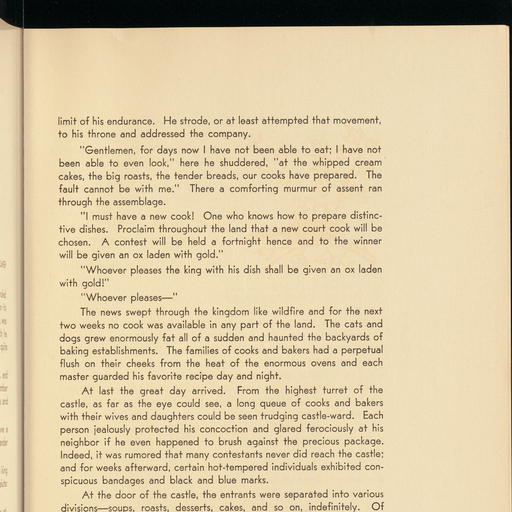 limit of his endurance. He strode, or at least attempted that movement,
to his throne and addressed the company.
"Gentlemen, for days now I have not been able to eat; I have not
been able to even look," here he shuddered, "at the whipped cream
cakes, the big roasts, the tender breads, our cooks have prepared. The
fault cannot be with me." There a comforting murmur of assent ran
through the assemblage.
"I must have a new cook! One who knows how to prepare distinc-
tive dishes. Proclaim throughout the land that a new court cook will be
chosen. A contest will be held a fortnight hence and to the winner
will be given an ox laden with gold."
"Whoever pleases the king with his dish shall be given an ox laden
with gold!"
"Whoever pleases—"
The news swept through the kingdom like wildfire and for the next
two weeks no cook was available in any part of the land. The cats and
dogs grew enormously fat all of a sudden and haunted the backyards of
baking establishments. The families of cooks and bakers had a perpetual
flush on their cheeks from the heat of the enormous ovens and each
master guarded his favorite recipe day and night.
At last the great day arrived. From the highest turret of the
castle, as far as the eye could see, a long queue of cooks and bakers
with their wives and daughters could be seen trudging castle-ward. Each
person jealously protected his concoction and glared ferociously at his
neighbor if he even happened to brush against the precious package.
Indeed, it was rumored that many contestants never did reach the castle;
and for weeks afterward, certain hot-tempered individuals exhibited con-
spicuous bandages and black and blue marks.
At the door of the castle, the entrants were separated into various
divisions—soups, roasts, desserts, cakes, and so on, indefinitely. Of